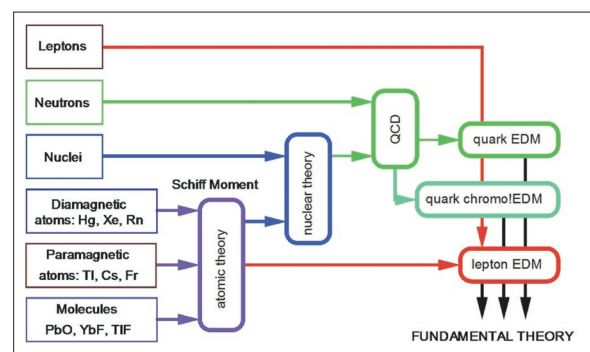 Leptons
Neutrons
Nuclei
Diamagnetic
atoms: Hg, Xe, Rn
Paramagnetic
atoms: Tl, Cs, Fr
Molecules
PbO, YbF, TlF
Schiff Moment
atomic theory
nuclear theory
QCD
quark EDM
quark chromo!EDM
lepton EDM
FUNDAMENTAL THEORY